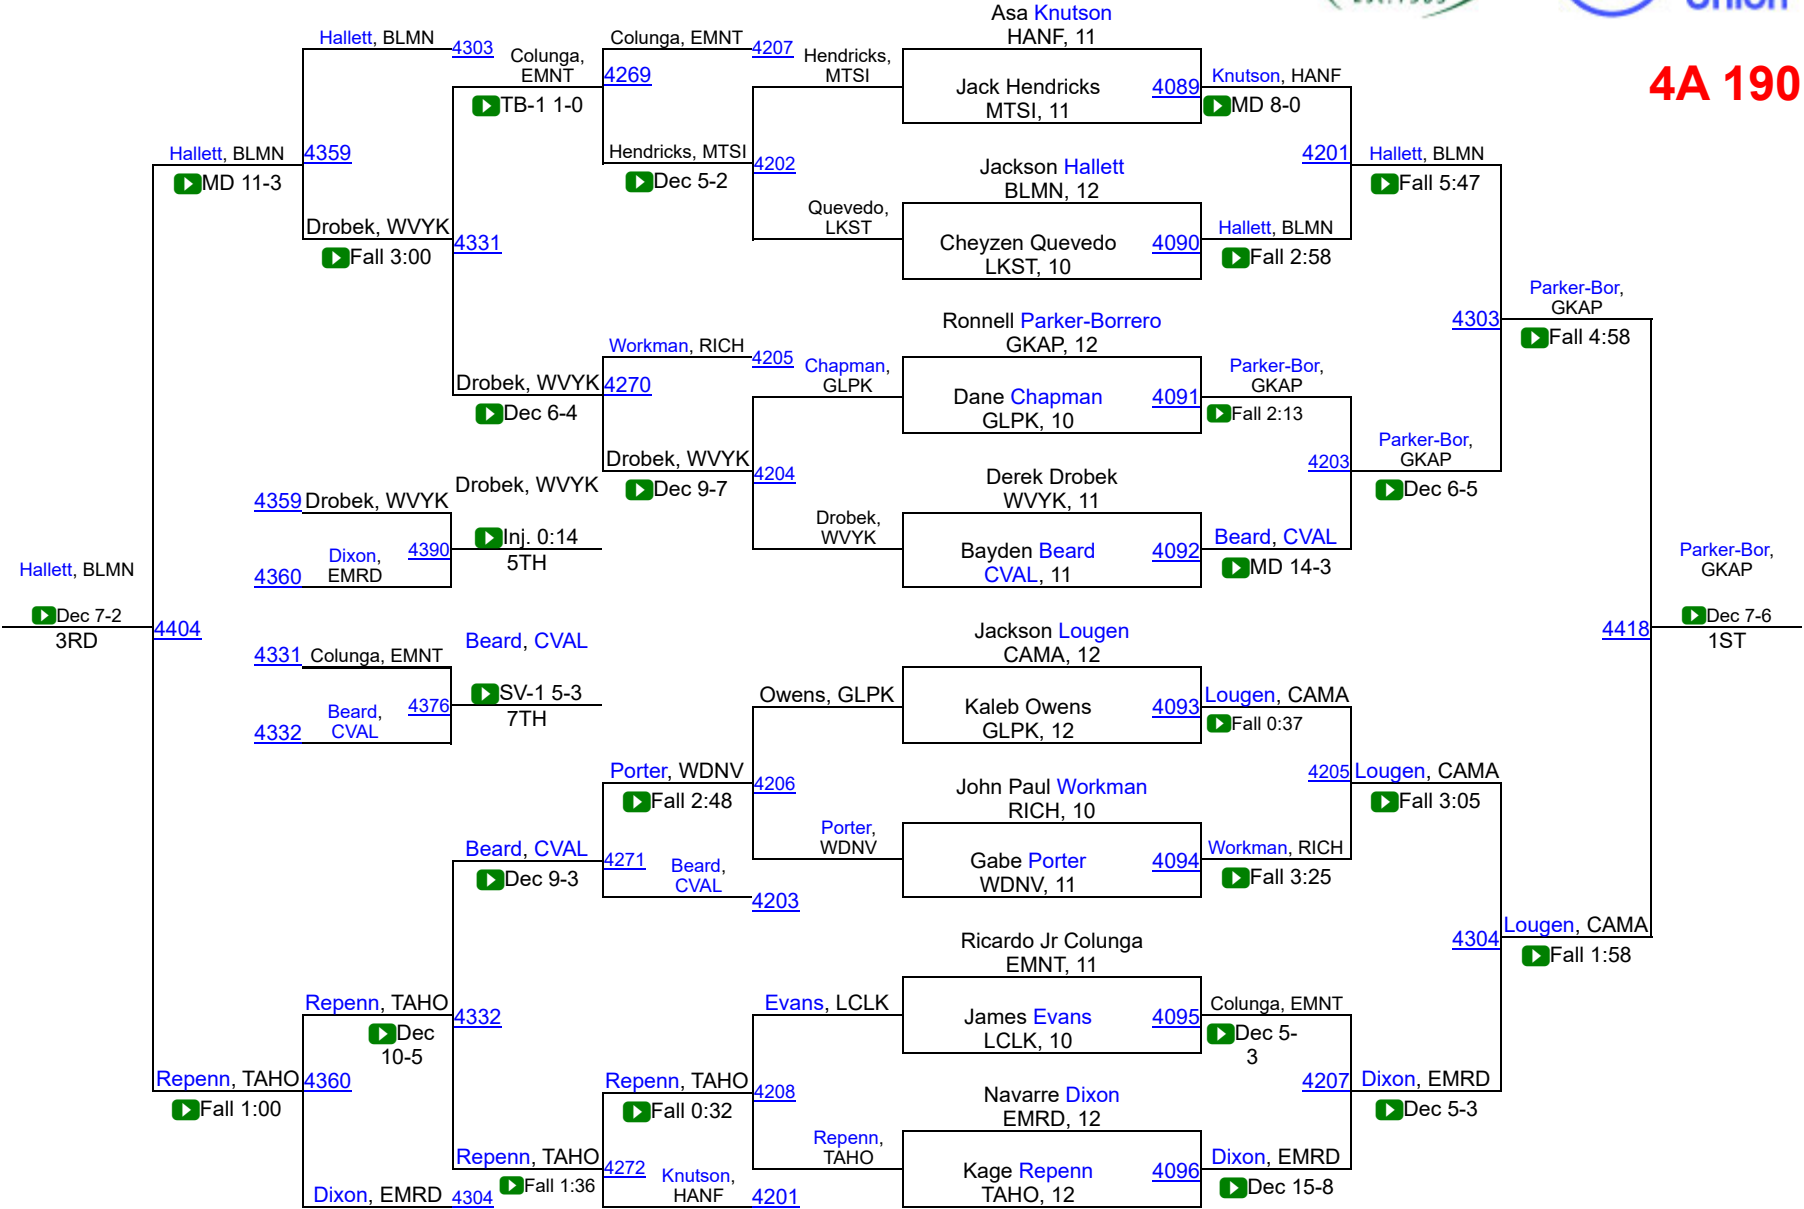 Union
4A 190
Asa Knutson
HANF, 11
Hallett, BLMN
4303
Colunga,
EMNT
Colunga, EMNT
4207
Hendricks,
MTSI
4269
Jack Hendricks
MTSI, 11
4089
Knutson, HANF
MD 8-0
TB-1 1-0
Hallett, BLMN
4359
MD 11-3
Hendricks, MTSI
4202
Dec 5-2
Jackson Hallett
BLMN, 12
4201
Hallett, BLMN
Fall 5:47
Drobek, WVYK
4331
Fall 3:00
Quevedo,
LKST
Cheyzen Quevedo
LKST, 10
4090
Hallett, BLMN
Fall 2:58
Parker-Bor,
GKAP
4303
Fall 4:58
Ronnell Parker-Borrero
GKAP, 12
Workman, RICH
4205
Chapman,
GLPK
Drobek, WVYK
4270
Dec 6-4
Dane Chapman
GLPK, 10
4091
Parker-Bor,
GKAP
Fall 2:13
Drobek, WVYK
4204
Dec 9-7
Derek Drobek
WVYK, 11
4203
Parker-Bor,
GKAP
Dec 6-5
4359
Drobek, WVYK
Drobek, WVYK
Inj. 0:14
5TH
4390
4360
Dixon,
EMRD
Drobek,
WVYK
Bayden Beard
CVAL, 11
4092
Beard, CVAL
MD 14-3
Hallett, BLMN
Dec 7-2
3RD
4404
Parker-Bor,
GKAP
4418
Dec 7-6
1ST
4331
Colunga, EMNT
Beard, CVAL
SV-1 5-3
7TH
4376
4332
Beard,
CVAL
Jackson Lougen
CAMA, 12
Owens, GLPK
Kaleb Owens
GLPK, 12
4093
Lougen, CAMA
Fall 0:37
Porter, WDNV
4206
Fall 2:48
John Paul Workman
RICH, 10
4205
Lougen, CAMA
Fall 3:05
Beard, CVAL
4271
Dec 9-3
Beard,
CVAL
4203
Porter,
WDNV
Gabe Porter
WDNV, 11
4094
Workman, RICH
Fall 3:25
Ricardo Jr Colunga
EMNT, 11
4304
Lougen, CAMA
Fall 1:58
Repenn, TAHO
4332
Dec
10-5
Evans, LCLK
James Evans
LCLK, 10
4095
Colunga, EMNT
Dec 5-
3
Repenn, TAHO
4360
Fall 1:00
Repenn, TAHO
4208
Fall 0:32
Navarre Dixon
EMRD, 12
4207
Dixon, EMRD
Dec 5-3
Repenn, TAHO
4272
Fall 1:36
Repenn,
TAHO
Kage Repenn
TAHO, 12
4096
Dixon, EMRD
Dec 15-8
Dixon, EMRD
4304
Knutson,
HANF
4201